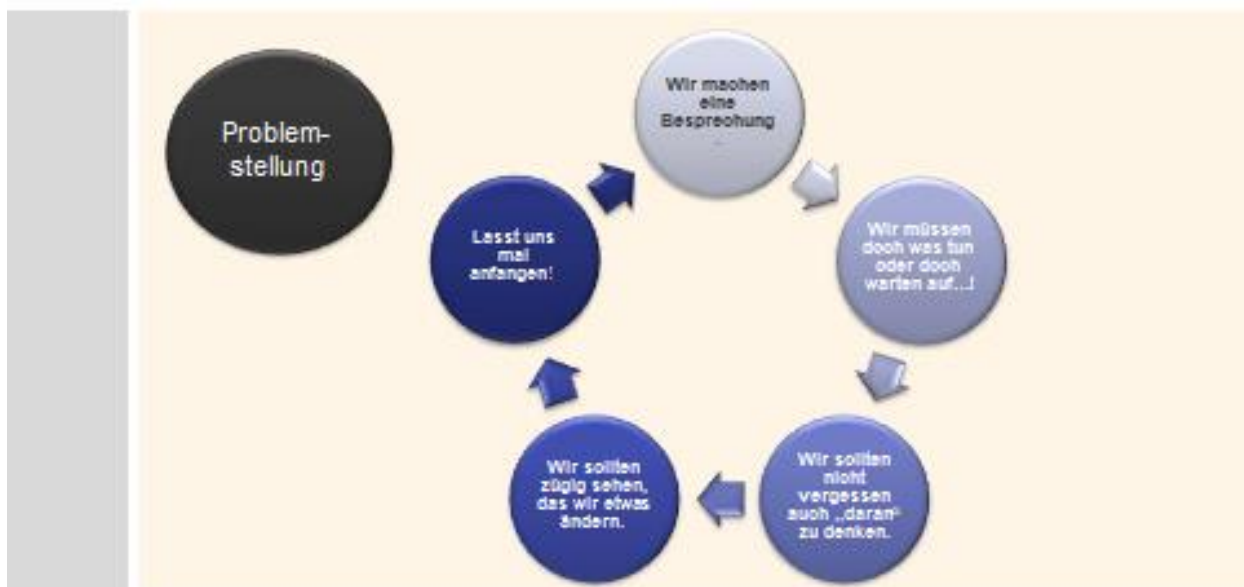 Problem-
stellung
Wir machen
eine
Besprechung
..
Wir müssen
doch was tun
oder doch
warten auf...!
Wir sollten
nicht
vergessen
auch „daran“
zu denken.
Wir sollten
zügig sehen,
das wir etwas
ändern.
Lasst uns
mal
anfangen!